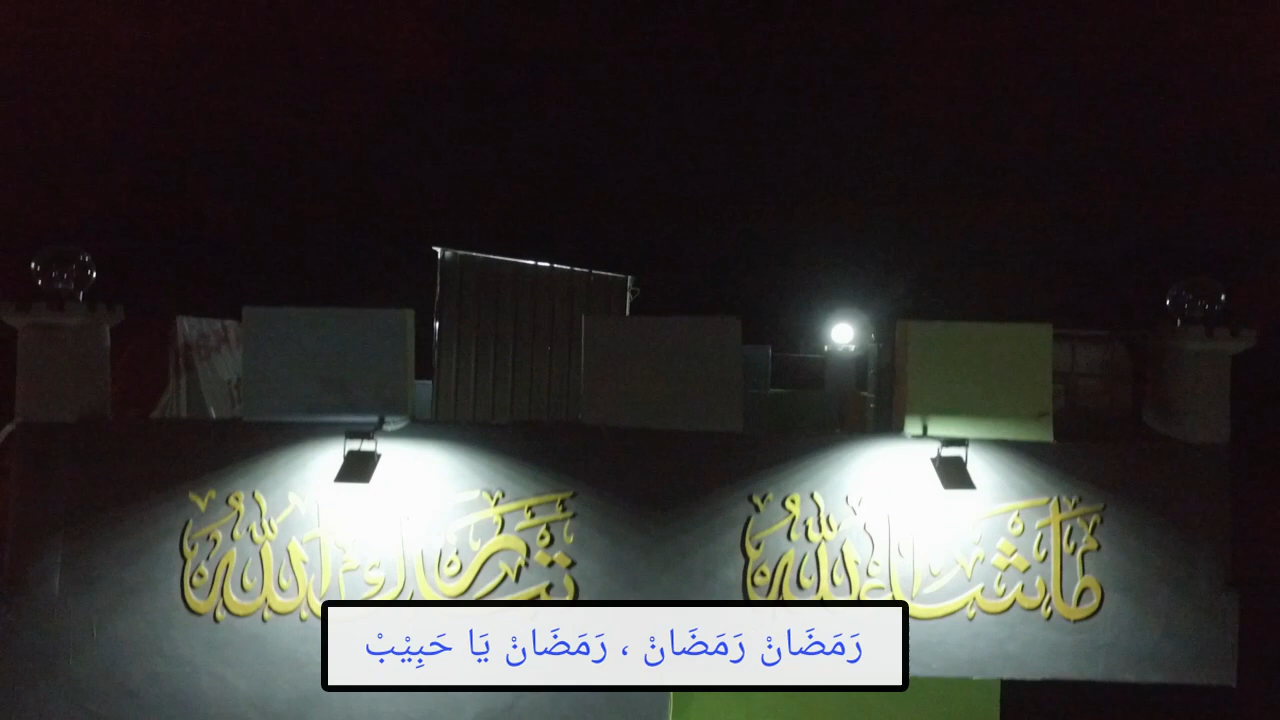 ما شاء الله
تبارك الله
رَمَضَانْ رَمَضَانْ ، رَمَضَانْ يَا حَبِيْبْ